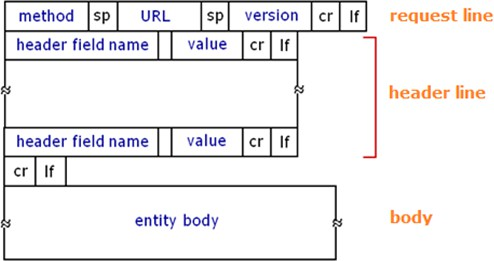 method sp URL sp version cr lf request line
header field name value cr lf
header line
header field name value cr lf
cr lf
entity body body